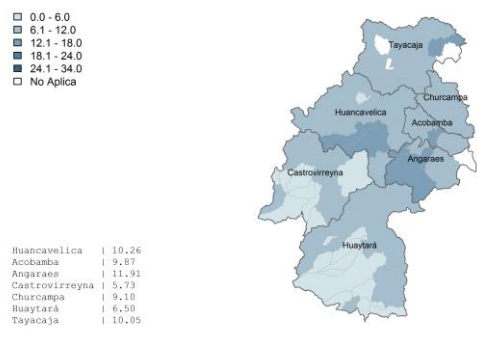 0.0 - 6.0
6.1 - 12.0
12.1 - 18.0
18.1 - 24.0
24.1 - 34.0
No Aplica
Tayacaja
Churcampa
Huancavelica
Acobamba
Angaraes
Castrovirreyna
Huaytará
Huancavelica | 10.26
Acobamba | 9.87
Angaraes | 11.91
Castrovirreyna | 5.73
Churcampa | 9.10
Huaytará | 6.50
Tayacaja | 10.05